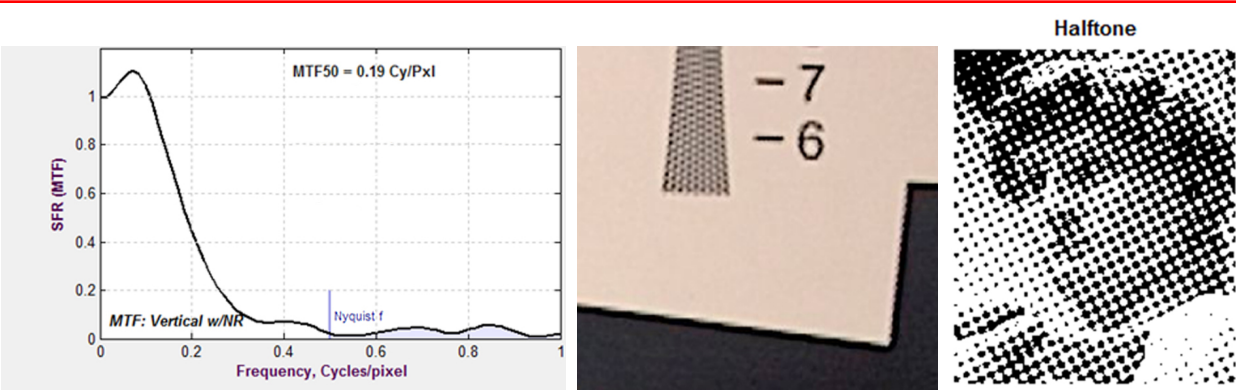 Halftone
MTF50 = 0.19 Cy/Pxl
1
0.8
0.6
0.4
0.2
0
SFR (MTF)
MTF: Vertical w/NR
Nyquist f
0
0.2
0.4
0.6
0.8
1
Frequency, Cycles/pixel
– 7
– 6